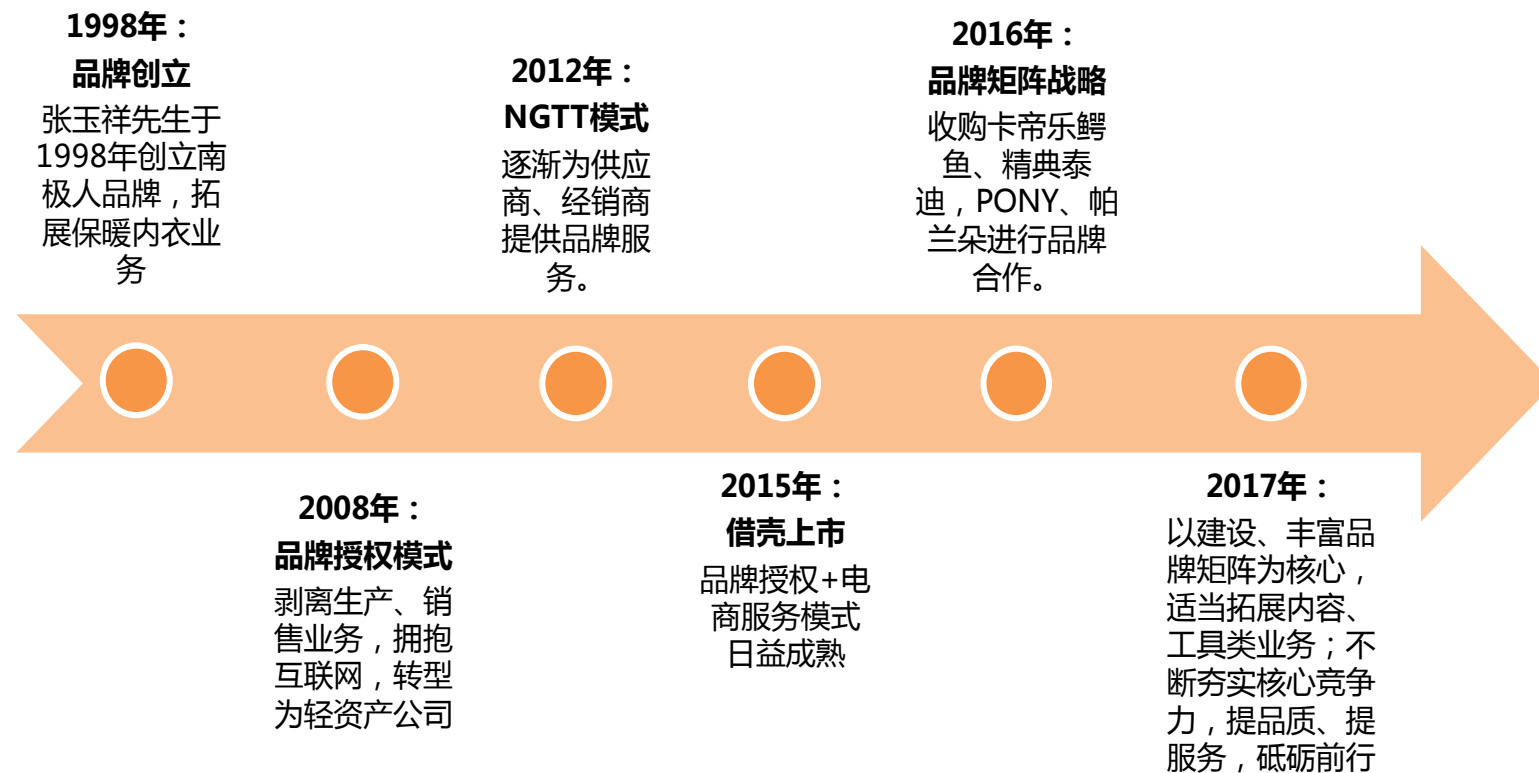 1998年：
品牌创立
张玉祥先生于
1998年创立南
极人品牌，拓
展保暖内衣业
务
2008年：
品牌授权模式
剥离生产、销
售业务，拥抱
互联网，转型
为轻资产公司
2012年：
NGTT模式
逐渐为供应
商、经销商
提供品牌服
务。
2015年：
借壳上市
品牌授权+电
商服务模式
日益成熟
2016年：
品牌矩阵战略
收购卡帝乐鳄
鱼、精典泰
迪，PONY、帕
兰朵进行品牌
合作。
2017年：
以建设、丰富品
牌矩阵为核心，
适当拓展内容、
工具类业务；不
断夯实核心竞争
力，提品质、提
服务，砥砺前行